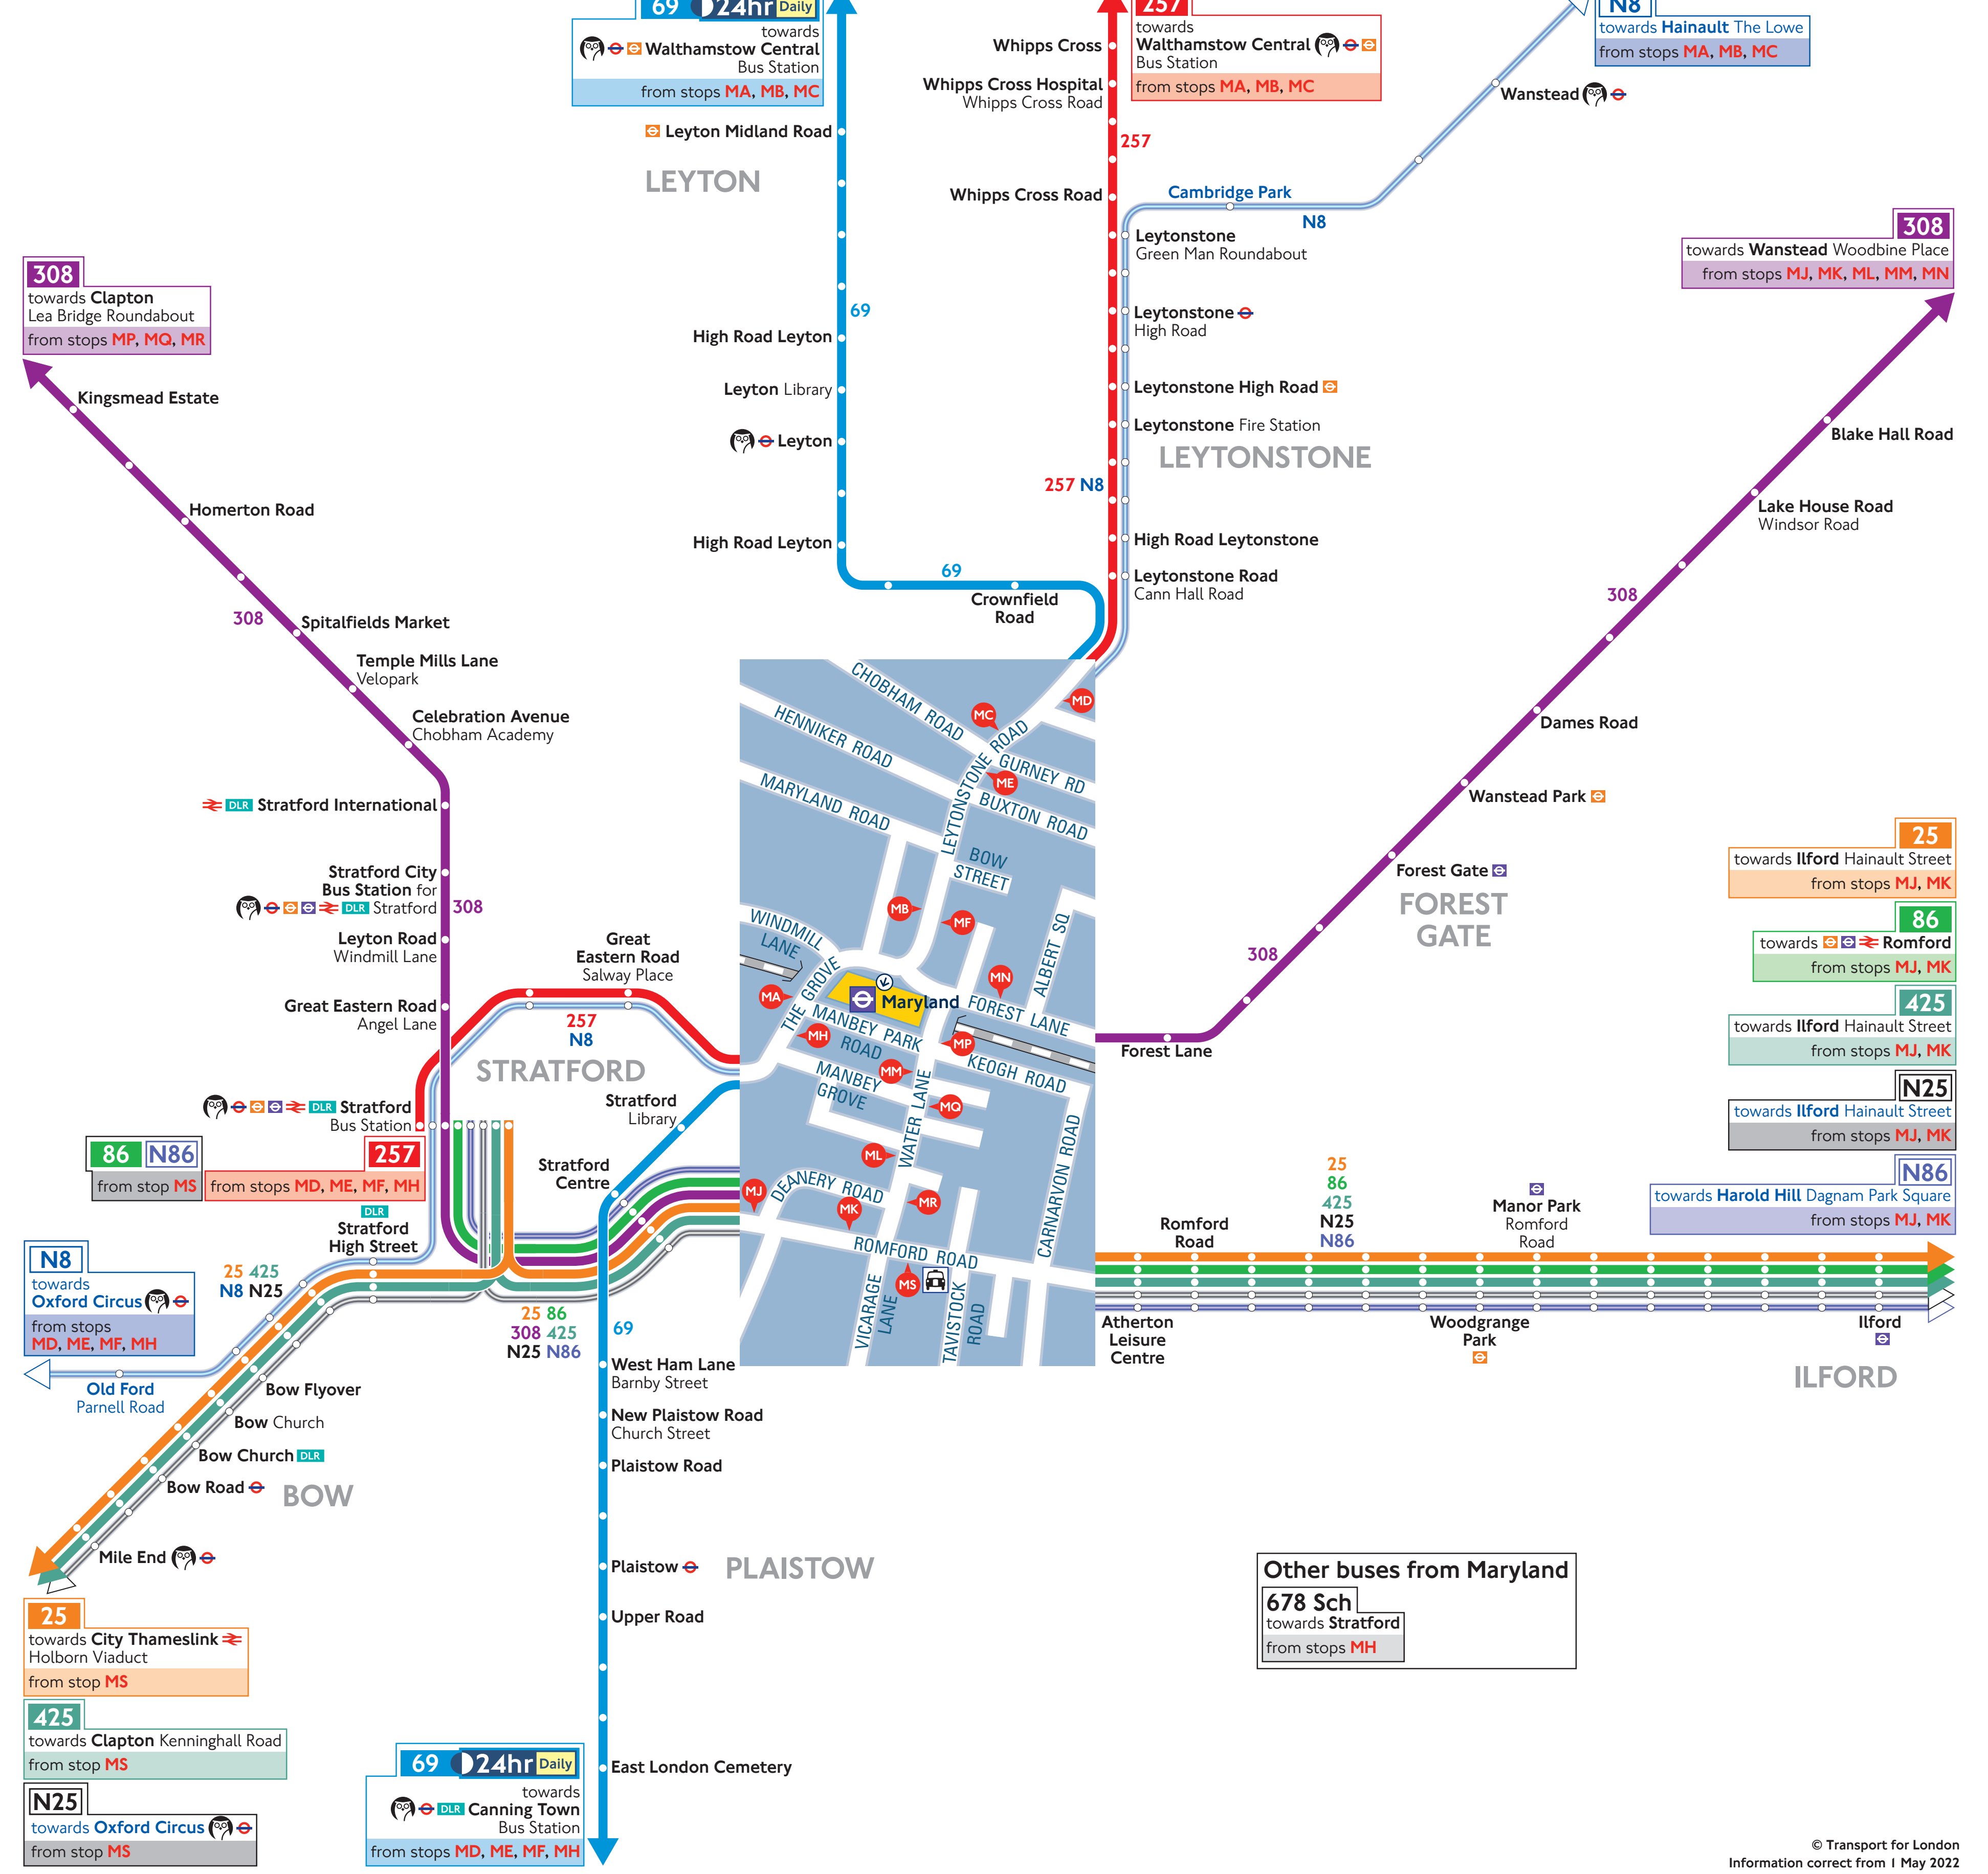 69 24hr Daily
towards
Walthamstow Central
Bus Station
from stops MA, MB, MC
257
towards
Walthamstow Central
Bus Station
from stops MA, MB, MC
N8
towards Hainault The Lowe
from stops MA, MB, MC
Whipps Cross
Whipps Cross Hospital
Whipps Cross Road
Wanstead
Leyton Midland Road
257
LEYTON
Whipps Cross Road
Cambridge Park
N8
Leytonstone
Green Man Roundabout
308
towards Wanstead Woodbine Place
from stops MJ, MK, ML, MM, MN
308
towards Clapton
Lea Bridge Roundabout
from stops MP, MQ, MR
69
Leytonstone
High Road
High Road Leyton
Leyton Library
Leytonstone High Road
Kingsmead Estate
Leytonstone Fire Station
Blake Hall Road
Leyton
LEYTONSTONE
257 N8
Homerton Road
Lake House Road
Windsor Road
High Road Leyton
High Road Leytonstone
69
Leytonstone Road
Cann Hall Road
Crownfield
Road
308
308
Spitalfields Market
Temple Mills Lane
Velopark
Celebration Avenue
Chobham Academy
Dames Road
Wanstead Park
CHOBHAM ROAD
MD
MC
HENNIKER ROAD
LEYTONSTONE ROAD
GURNEY RD
ME
MARYLAND ROAD
BUXTON ROAD
BOW
STREET
MB
MF
WINDMILL
LANE
ALBERT SQ
THE GROVE
MN
MA
Maryland
FOREST LANE
MANBEY PARK
ROAD
MH
MP
KEOGH ROAD
MANBEY
GROVE
MM
WATER LANE
MQ
CARNARVON ROAD
ML
DEANERY ROAD
MJ
MK
MR
ROMFORD ROAD
MS
VICARAGE
LANE
TAVISTOCK
ROAD
DLR Stratford International
Stratford City
Bus Station for
DLR Stratford
308
Leyton Road
Windmill Lane
Great Eastern Road
Angel Lane
Great
Eastern Road
Salway Place
257
N8
STRATFORD
DLR Stratford
Bus Station
Stratford
Library
Stratford
Centre
86 N86
from stop MS
257
from stops MD, ME, MF, MH
DLR
Stratford
High Street
Forest Gate
FOREST
GATE
308
Forest Lane
25
towards Ilford Hainault Street
from stops MJ, MK
86
towards Romford
from stops MJ, MK
425
towards Ilford Hainault Street
from stops MJ, MK
N25
towards Ilford Hainault Street
from stops MJ, MK
N86
towards Harold Hill Dagnam Park Square
from stops MJ, MK
25
86
425
N25
N86
Romford
Road
Manor Park
Romford
Road
Atherton
Leisure
Centre
Woodgrange
Park
Ilford
ILFORD
N8
towards
Oxford Circus
from stops
MD, ME, MF, MH
25 425
N8 N25
25 86
308 425
N25 N86
69
Old Ford
Parnell Road
Bow Flyover
Bow Church
Bow Church DLR
Bow Road
BOW
Mile End
West Ham Lane
Barnby Street
New Plaistow Road
Church Street
Plaistow Road
Plaistow
PLAISTOW
Upper Road
East London Cemetery
25
towards City Thameslink
Holborn Viaduct
from stop MS
425
towards Clapton Kenninghall Road
from stop MS
N25
towards Oxford Circus
from stop MS
69 24hr Daily
towards
DLR Canning Town
Bus Station
from stops MD, ME, MF, MH
Other buses from Maryland
678 Sch
towards Stratford
from stops MH
© Transport for London
Information correct from 1 May 2022